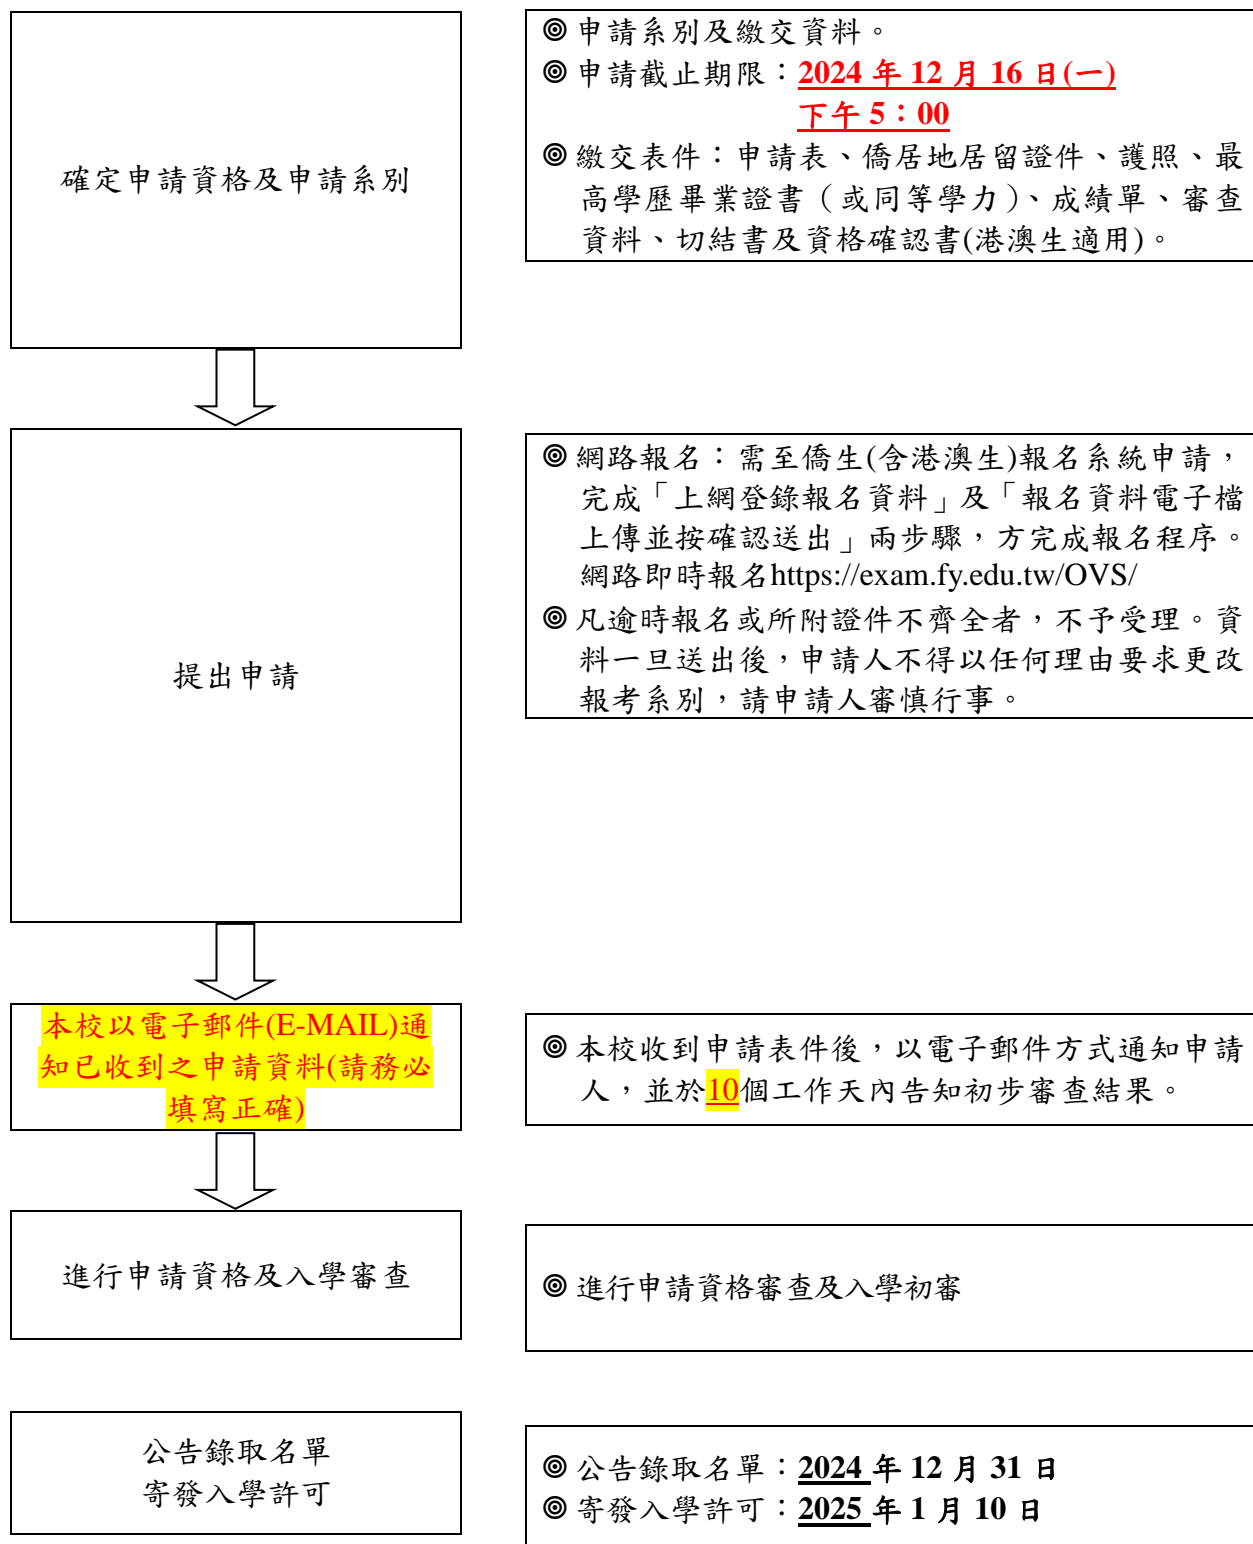 確定申請資格及申請系別
◎申請系別及繳交資料。
◎申請截止期限：2024 年 12 月 16 日(一)
下午 5：00
◎繳交表件：申請表、僑居地居留證件、護照、最
高學歷畢業證書（或同等學力）、成績單、審查
資料、切結書及資格確認書(港澳生適用)。
提出申請
◎網路報名：需至僑生(含港澳生)報名系統申請，
完成「上網登錄報名資料」及「報名資料電子檔
上傳並按確認送出」兩步驟，方完成報名程序。
網路即時報名https://exam.fy.edu.tw/OVS/
◎凡逾時報名或所附證件不齊全者，不予受理。資
料一旦送出後，申請人不得以任何理由要求更改
報考系別，請申請人審慎行事。
本校以電子郵件(E-MAIL)通
知已收到之申請資料(請務必
填寫正確)
◎本校收到申請表件後，以電子郵件方式通知申請
人，並於10個工作天內告知初步審查結果。
進行申請資格及入學審查
◎進行申請資格審查及入學初審
公告錄取名單
寄發入學許可
◎公告錄取名單：2024 年 12 月 31 日
◎寄發入學許可：2025 年 1 月 10 日